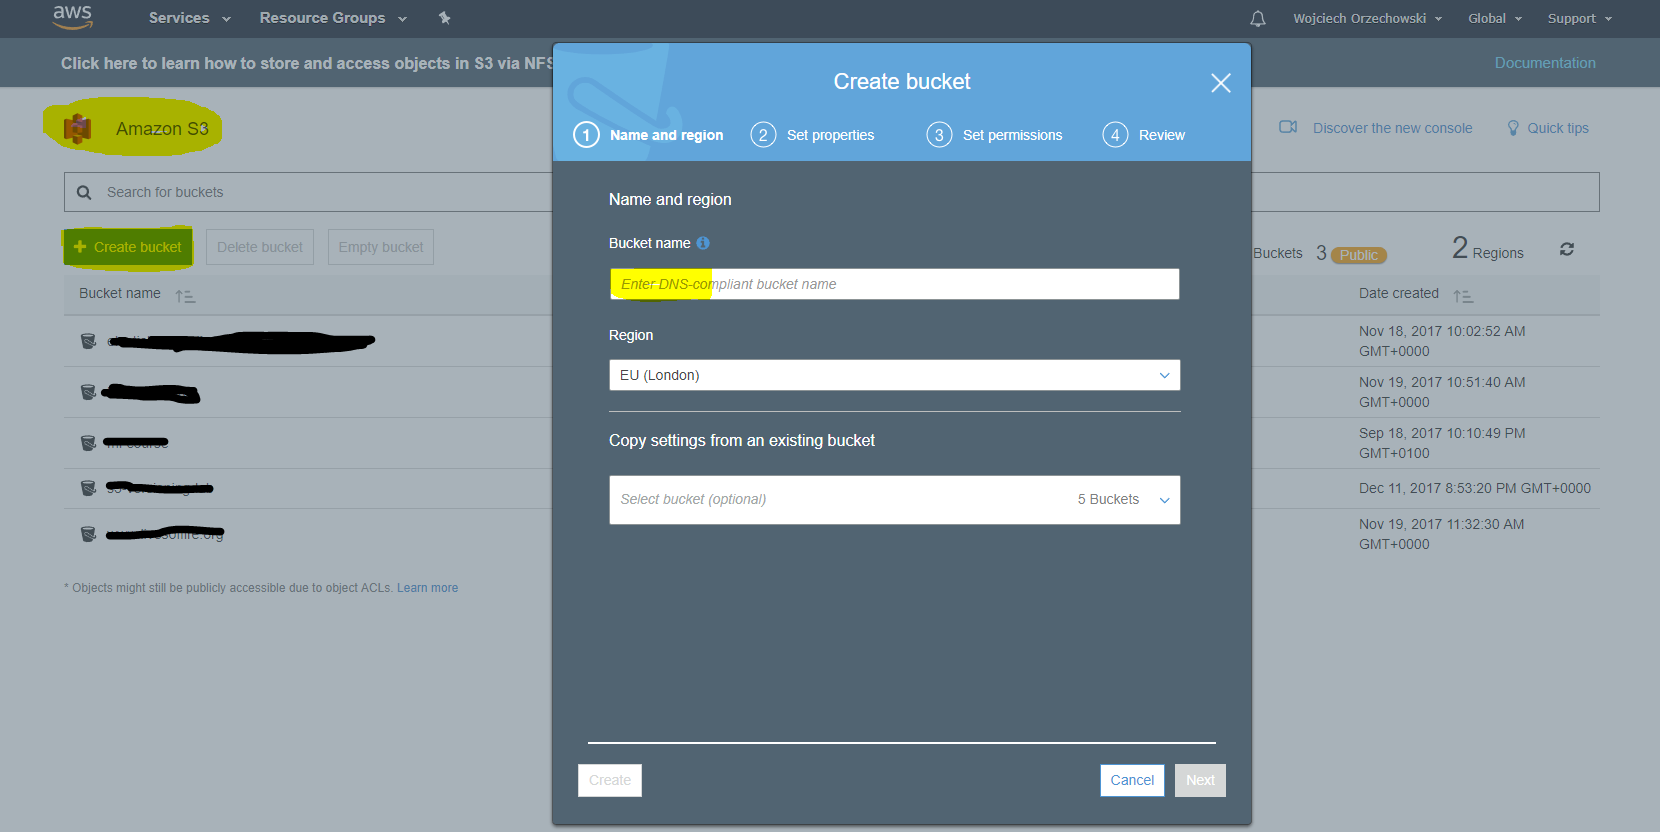 aws Services Resource Groups Wojciech Orzechowski Global Support
Click here to learn how to store and access objects in S3 via NFS
Documentation
Amazon S3
Discover the new console Quick tips
Search for buckets
Create bucket Delete bucket Empty bucket
Buckets 3 Public 2 Regions
Bucket name Date created
Nov 18, 2017 10:02:52 AM
GMT+0000
Nov 19, 2017 10:51:40 AM
GMT+0000
Sep 18, 2017 10:10:49 PM
GMT+0100
Dec 11, 2017 8:53:20 PM GMT+0000
Nov 19, 2017 11:32:30 AM
GMT+0000
* Objects might still be publicly accessible due to object ACLs. Learn more
Create bucket
1 Name and region 2 Set properties 3 Set permissions 4 Review
Name and region
Bucket name
Enter DNS-compliant bucket name
Region
EU (London)
Copy settings from an existing bucket
Select bucket (optional) 5 Buckets
Create Cancel Next